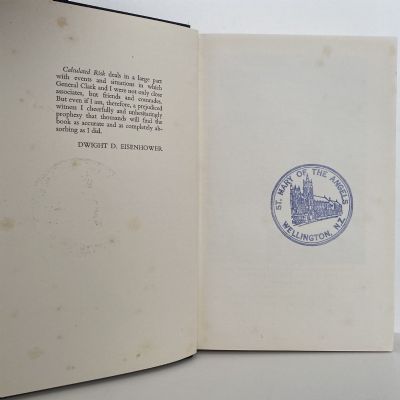 Calculated Risk deals in a large part
with events and situations in which
General Clark and I were not only close
associates, but friends and comrades.
But even if I am, therefore, a prejudiced
witness I cheerfully and unhesitatingly
prophesy that thousands will find the
book as accurate and as completely ab-
sorbing as I did.
DWIGHT D. EISENHOWER
ST. MARY OF THE ANGELS
WELLINGTON, N.Z.